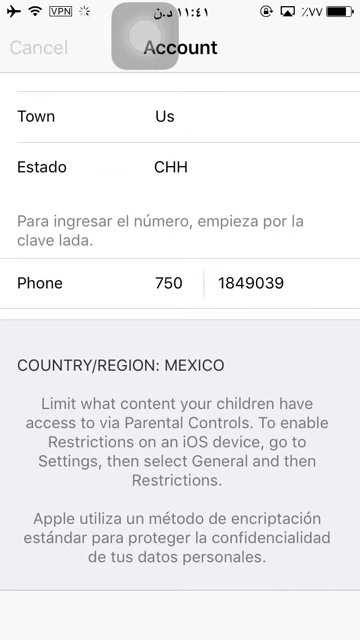 VPN ١١:٤١ د.ن ٪٧٧
Cancel Account
Town Us
Estado CHH
Para ingresar el número, empieza por la
clave lada.
Phone 750 1849039
COUNTRY/REGION: MEXICO
Limit what content your children have
access to via Parental Controls. To enable
Restrictions on an iOS device, go to
Settings, then select General and then
Restrictions.
Apple utiliza un método de encriptación
estándar para proteger la confidencialidad
de tus datos personales.